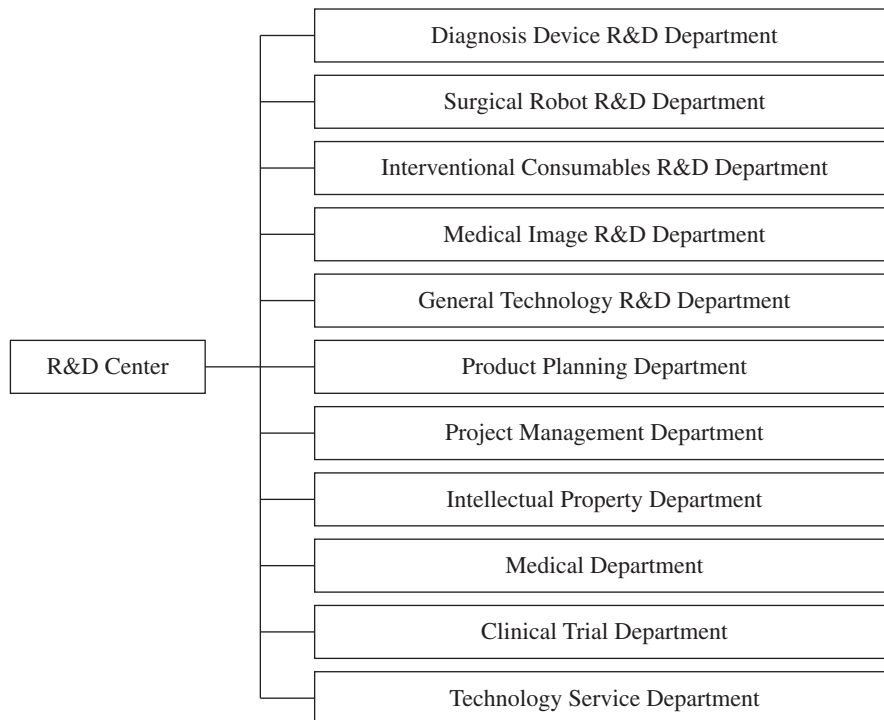 Diagnosis Device R&D Department
Surgical Robot R&D Department
Interventional Consumables R&D Department
Medical Image R&D Department
General Technology R&D Department
R&D Center
Product Planning Department
Project Management Department
Intellectual Property Department
Medical Department
Clinical Trial Department
Technology Service Department